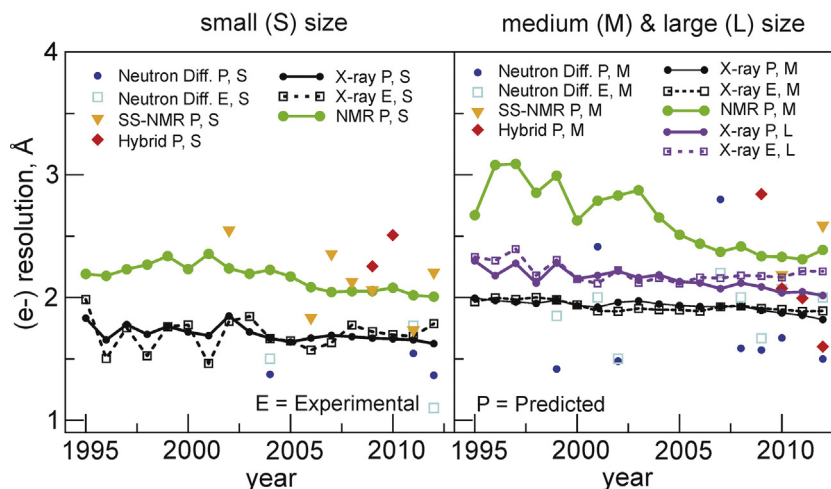 small (S) size
medium (M) & large (L) size
(e-) resolution, Å
4
3
2
1
Neutron Diff. P, S
Neutron Diff. E, S
SS-NMR P, S
Hybrid P, S
X-ray P, S
X-ray E, S
NMR P, S
Neutron Diff. P, M
Neutron Diff. E, M
SS-NMR P, M
Hybrid P, M
X-ray P, M
X-ray E, M
NMR P, M
X-ray P, L
X-ray E, L
E = Experimental
P = Predicted
1995 2000 2005 2010
1995 2000 2005 2010
year
year